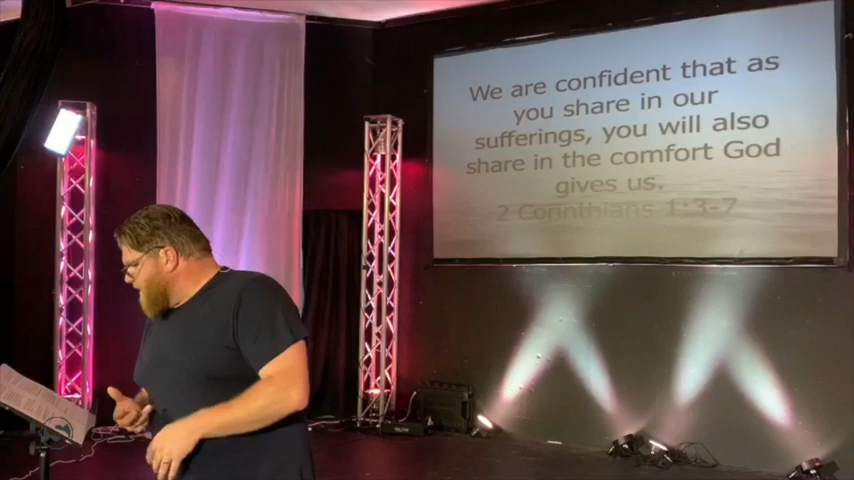 We are confident that as
you share in our
sufferings, you will also
share in the comfort God
gives us.
2 Corinthians 1:3-7